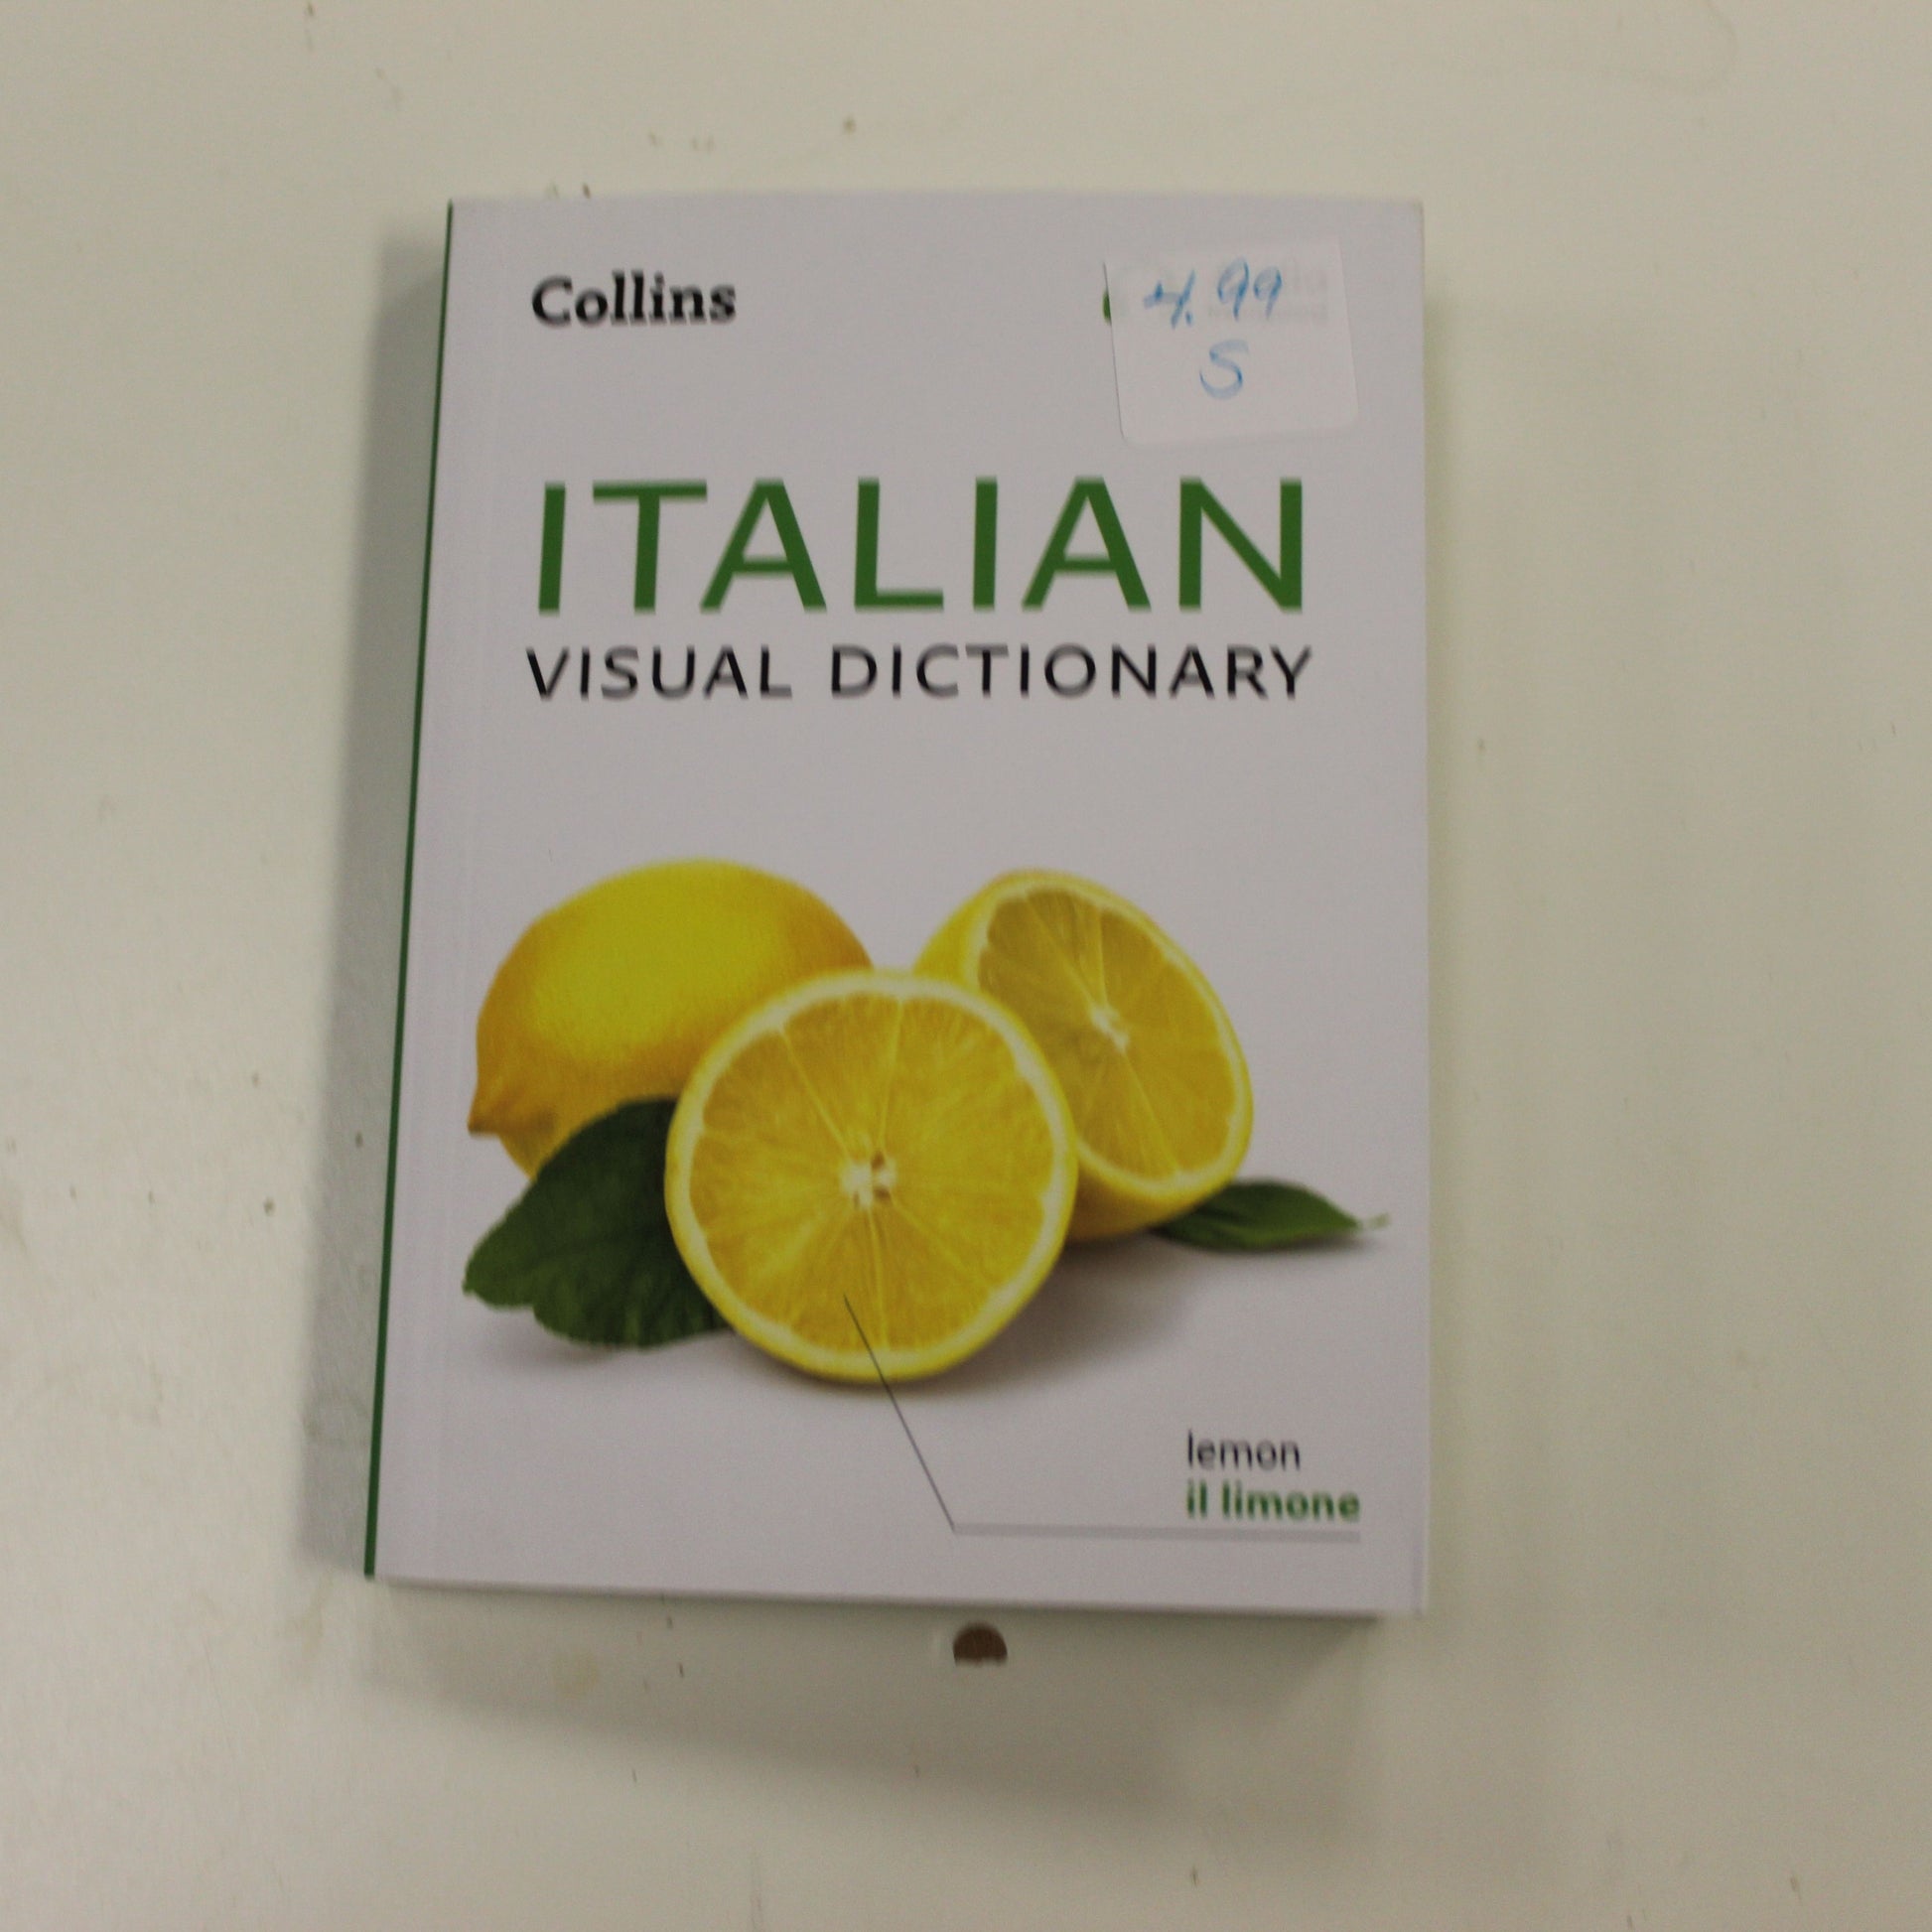 Collins
4.99
S
ITALIAN
VISUAL DICTIONARY
lemon
il limone